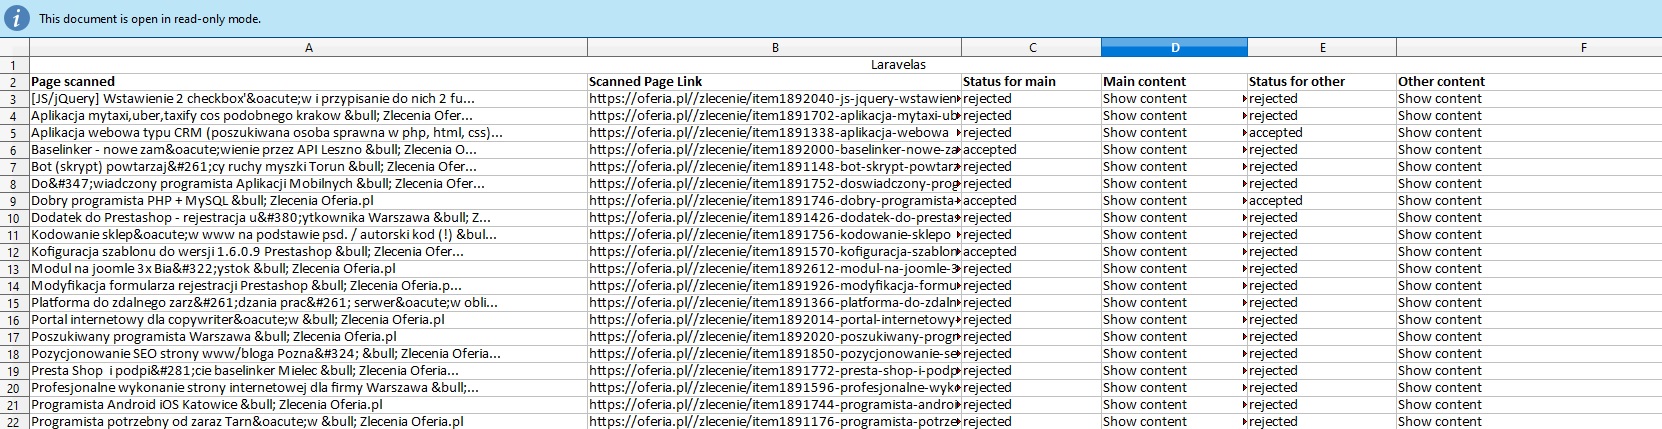 This document is open in read-only mode.
A B C D E F
1 Laravelas
2 Page scanned Scanned Page Link Status for main Main content Status for other Other content
3 [JS/jQuery] Wstawienie 2 checkbox'&oacute;w i przypisanie do nich 2 fu... https://oferia.pl//zlecenie/item1892040-js-jquery-wstawien rejected Show content rejected Show content
4 Aplikacja mytaxi,uber,taxify cos podobnego krakow &bull; Zlecenia Ofer... https://oferia.pl//zlecenie/item1891702-aplikacja-mytaxi-ub rejected Show content rejected Show content
5 Aplikacja webowa typu CRM (poszukiwana osoba sprawna w php, html, css)... https://oferia.pl//zlecenie/item1891338-aplikacja-webowa rejected Show content accepted Show content
6 Baselinker - nowe zam&oacute;wienie przez API Leszno &bull; Zlecenia O... https://oferia.pl//zlecenie/item1892000-baselinker-nowe-za accepted Show content rejected Show content
7 Bot (skrypt) powtarzaj&#261;cy ruchy myszki Torun &bull; Zlecenia Ofer... https://oferia.pl//zlecenie/item1891148-bot-skrypt-powtarz rejected Show content rejected Show content
8 Do&#347;wiadczony programista Aplikacji Mobilnych &bull; Zlecenia Ofer... https://oferia.pl//zlecenie/item1891752-doswiadczony-prog rejected Show content rejected Show content
9 Dobry programista PHP + MySQL &bull; Zlecenia Oferia.pl https://oferia.pl//zlecenie/item1891746-dobry-programista- accepted Show content accepted Show content
10 Dodatek do Prestashop - rejestracja u&#380;ytkownika Warszawa &bull; Z... https://oferia.pl//zlecenie/item1891426-dodatek-do-prestas rejected Show content rejected Show content
11 Kodowanie sklep&oacute;w www na podstawie psd. / autorski kod (!) &bul... https://oferia.pl//zlecenie/item1891756-kodowanie-sklepo rejected Show content rejected Show content
12 Kofiguracja szablonu do wersji 1.6.0.9 Prestashop &bull; Zlecenia Ofer... https://oferia.pl//zlecenie/item1891570-kofiguracja-szablon accepted Show content rejected Show content
13 Modul na joomle 3x Bia&#322;ystok &bull; Zlecenia Oferia.pl https://oferia.pl//zlecenie/item1892612-modul-na-joomle-3 rejected Show content rejected Show content
14 Modyfikacja formularza rejestracji Prestashop &bull; Zlecenia Oferia.p... https://oferia.pl//zlecenie/item1891926-modyfikacja-formu rejected Show content rejected Show content
15 Platforma do zdalnego zarz&#261;dzania prac&#261; serwer&oacute;w obli... https://oferia.pl//zlecenie/item1891366-platforma-do-zdaln rejected Show content rejected Show content
16 Portal internetowy dla copywriter&oacute;w &bull; Zlecenia Oferia.pl https://oferia.pl//zlecenie/item1892014-portal-internetowy- rejected Show content rejected Show content
17 Poszukiwany programista Warszawa &bull; Zlecenia Oferia.pl https://oferia.pl//zlecenie/item1892020-poszukiwany-progr rejected Show content rejected Show content
18 Pozycjonowanie SEO strony www/bloga Pozna&#324; &bull; Zlecenia Oferia... https://oferia.pl//zlecenie/item1891850-pozycjonowanie-se rejected Show content rejected Show content
19 Presta Shop i podpi&#281;cie baselinker Mielec &bull; Zlecenia Oferia... https://oferia.pl//zlecenie/item1891772-presta-shop-i-podp rejected Show content rejected Show content
20 Profesjonalne wykonanie strony internetowej dla firmy Warszawa &bull;... https://oferia.pl//zlecenie/item1891596-profesjonalne-wyko rejected Show content rejected Show content
21 Programista Android iOS Katowice &bull; Zlecenia Oferia.pl https://oferia.pl//zlecenie/item1891744-programista-androi rejected Show content rejected Show content
22 Programista potrzebny od zaraz Tarn&oacute;w &bull; Zlecenia Oferia.pl https://oferia.pl//zlecenie/item1891176-programista-potrze rejected Show content rejected Show content